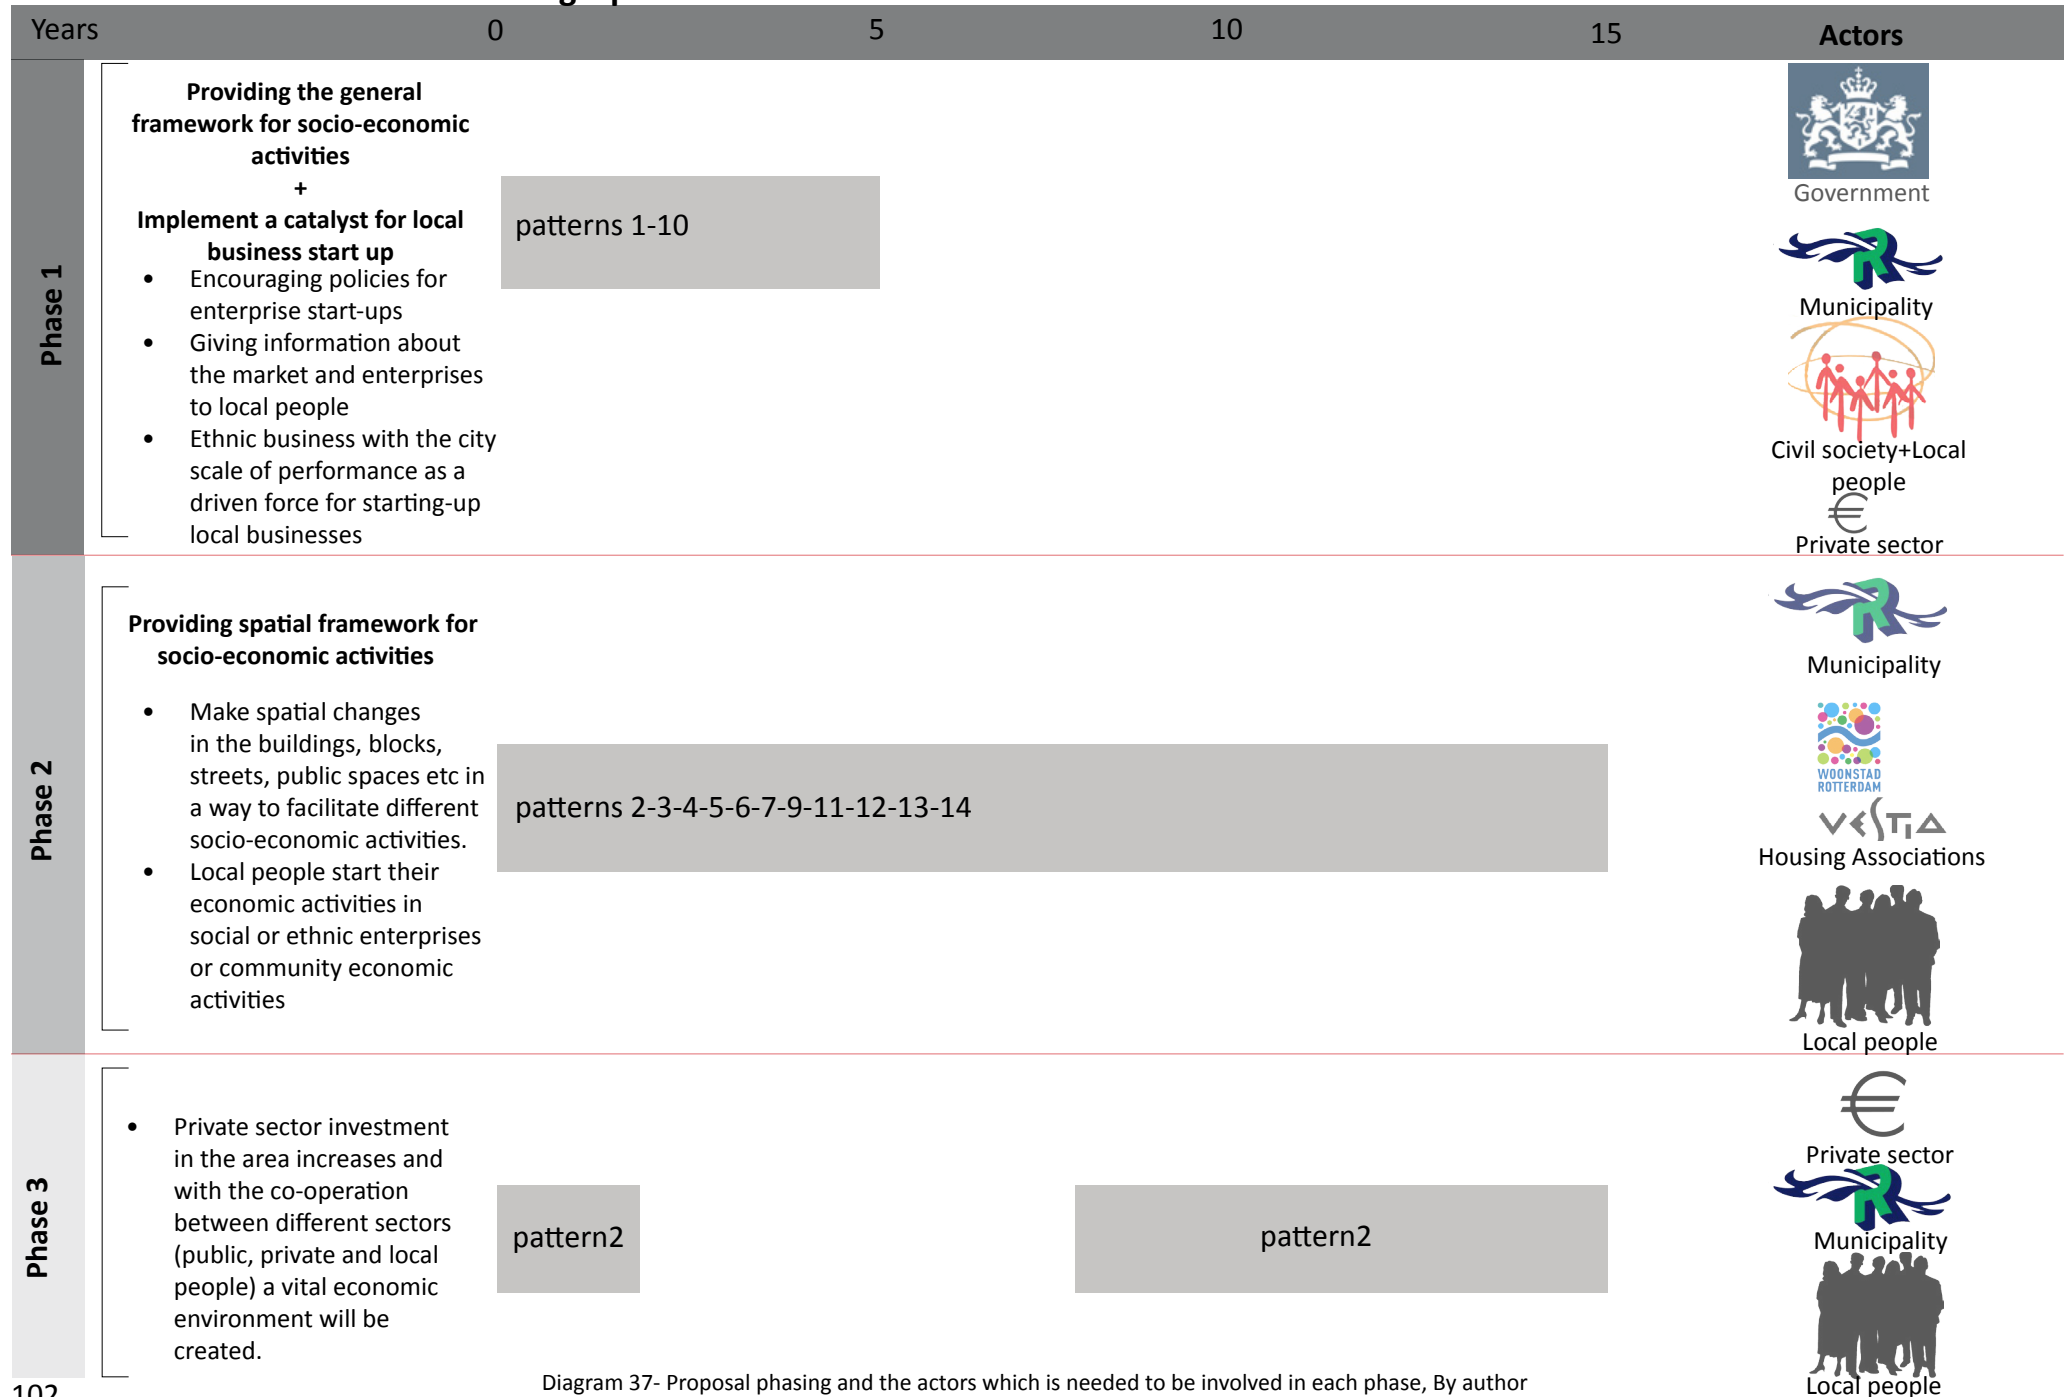 Years 0 5 10 15 Actors
Phase 1
Providing the general
framework for socio-economic
activities
+
Implement a catalyst for local
business start up
• Encouraging policies for
enterprise start-ups
• Giving information about
the market and enterprises
to local people
• Ethnic business with the city
scale of performance as a
driven force for starting-up
local businesses
patterns 1-10
Government
R
Municipality
Civil society+Local
people
€
Private sector
Phase 2
Providing spatial framework for
socio-economic activities
• Make spatial changes
in the buildings, blocks,
streets, public spaces etc in
a way to facilitate different
socio-economic activities.
• Local people start their
economic activities in
social or ethnic enterprises
or community economic
activities
patterns 2-3-4-5-6-7-9-11-12-13-14
R
Municipality
WOONSTAD
ROTTERDAM
VESTIA
Housing Associations
Local people
Phase 3
• Private sector investment
in the area increases and
with the co-operation
between different sectors
(public, private and local
people) a vital economic
environment will be
created.
pattern2
pattern2
€
Private sector
R
Municipality
Local people
Diagram 37- Proposal phasing and the actors which is needed to be involved in each phase, By author
102